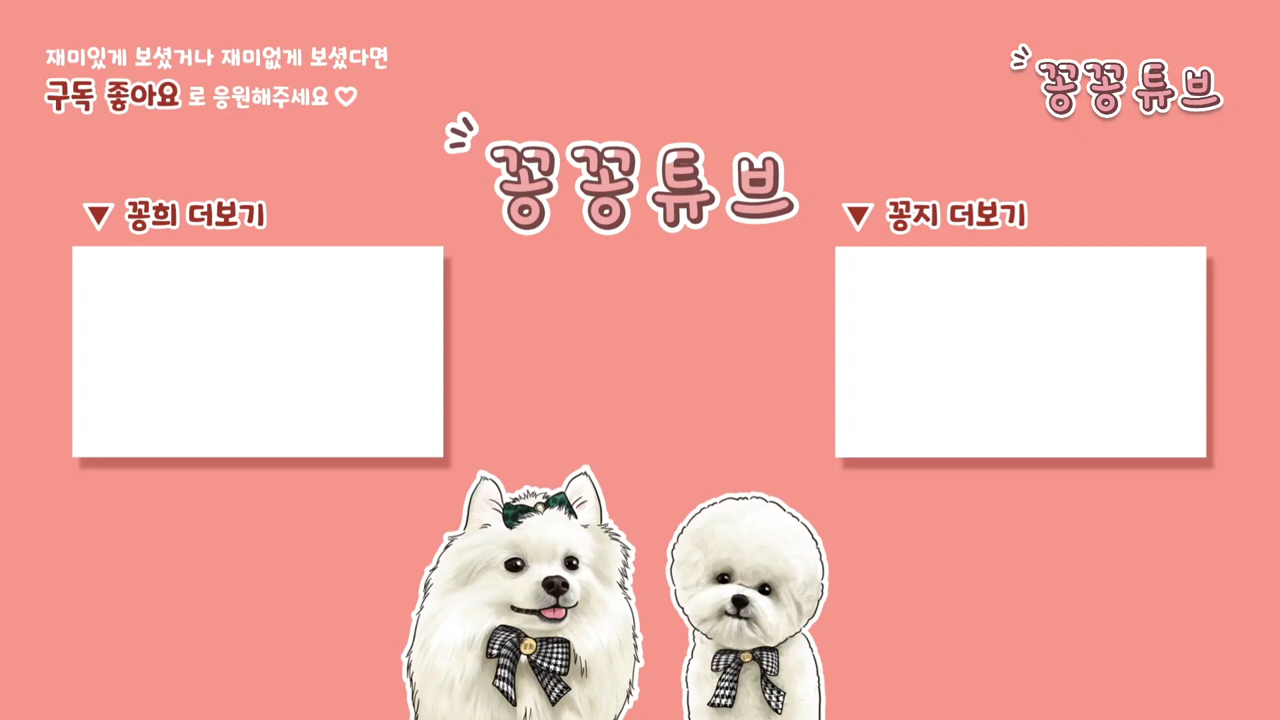 재미있게 보셨거나 재미없게 보셨다면
구독 좋아요 로 응원해주세요♡
꽁꽁튜브
꽁꽁튜브
▼ 꽁희 더보기
▼ 꽁지 더보기